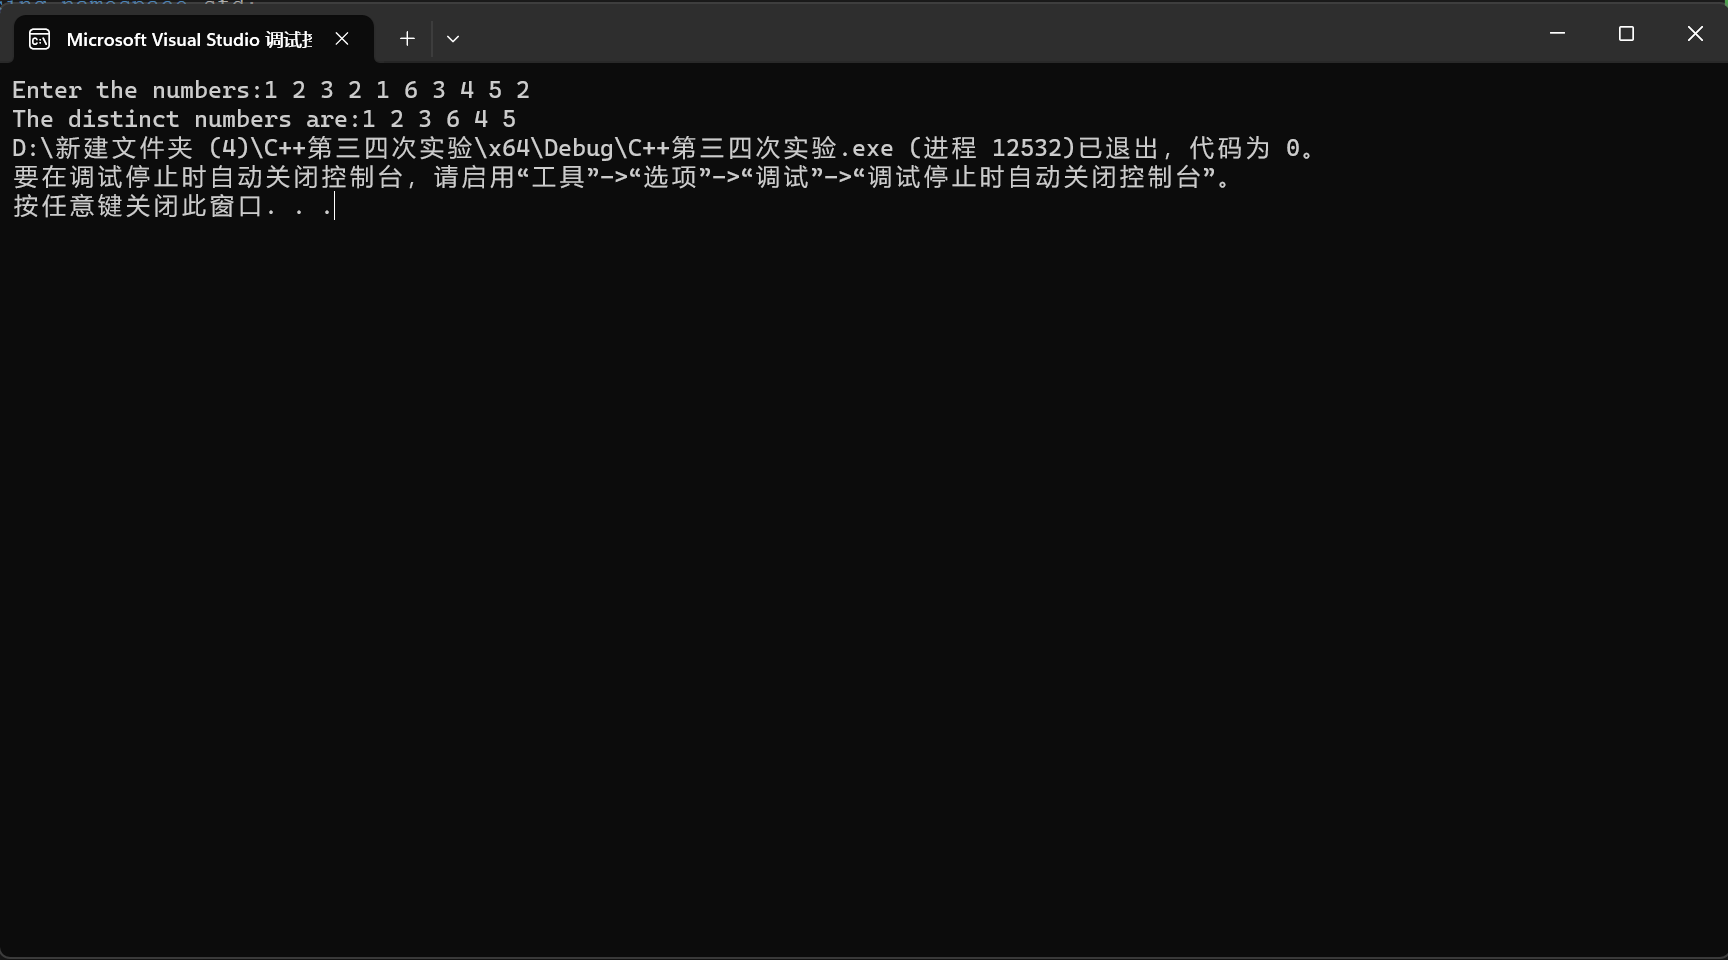 Microsoft Visual Studio 调试
Enter the numbers:1 2 3 2 1 6 3 4 5 2
The distinct numbers are:1 2 3 6 4 5
D:\新建文件夹 (4)\C++第三四次实验\x64\Debug\C++第三四次实验.exe (进程 12532)已退出，代码为 0。
要在调试停止时自动关闭控制台，请启用“工具”->“选项”->“调试”->“调试停止时自动关闭控制台”。
按任意键关闭此窗口. . .